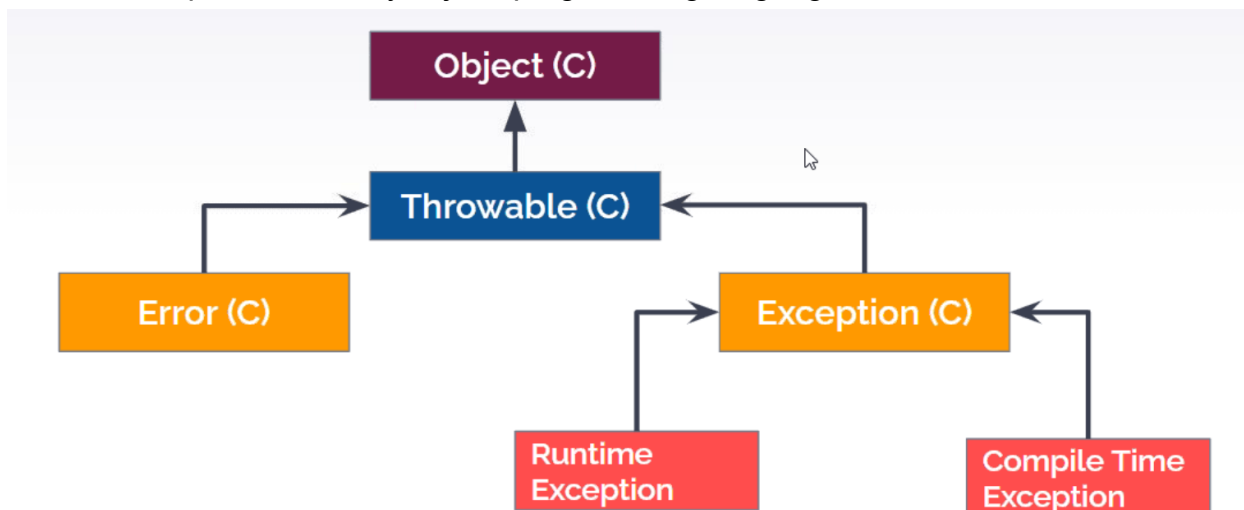 Object (C)
Throwable (C)
Error (C)
Exception (C)
Runtime
Exception
Compile Time
Exception